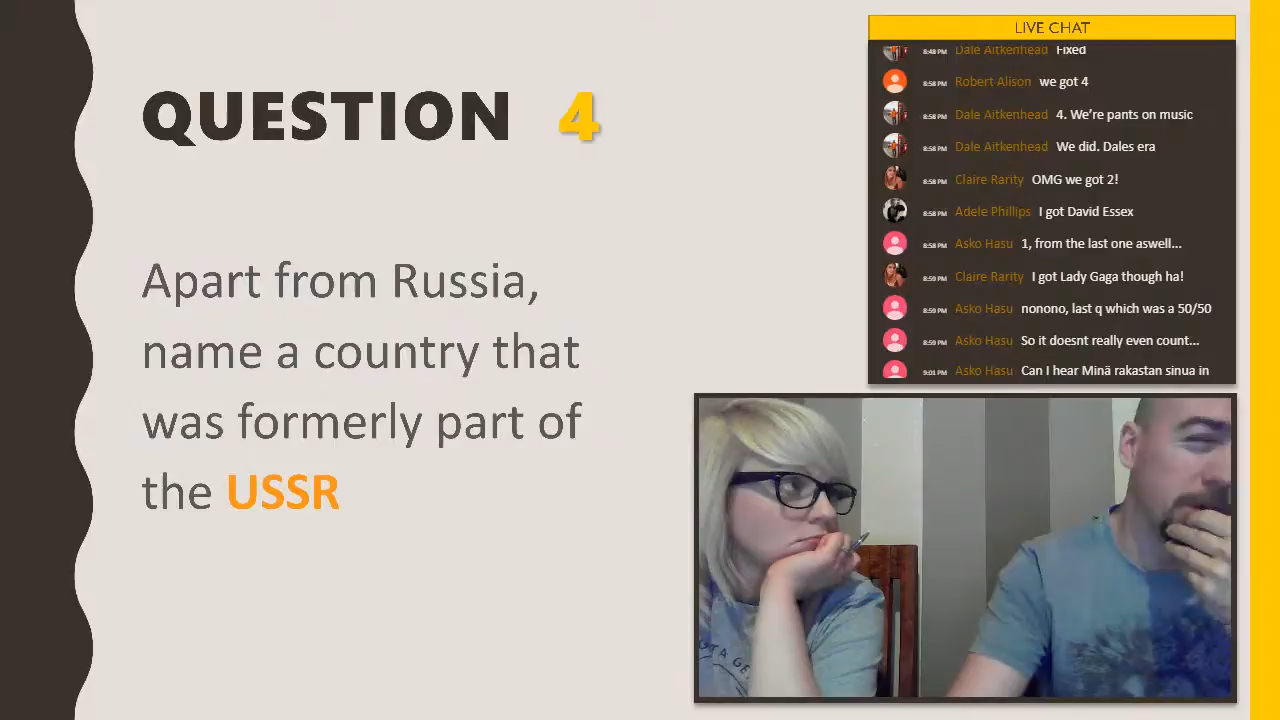 QUESTION 4
Apart from Russia,
name a country that
was formerly part of
the USSR
LIVE CHAT
8:48 PM Dale Aitkenhead Fixed
8:58 PM Robert Alison we got 4
8:58 PM Dale Aitkenhead 4. We're pants on music
8:58 PM Dale Aitkenhead We did. Dales era
8:58 PM Claire Rarity OMG we got 2!
8:58 PM Adele Phillips I got David Essex
8:58 PM Asko Hasu 1, from the last one aswell...
8:59 PM Claire Rarity I got Lady Gaga though ha!
8:59 PM Asko Hasu nonono, last q which was a 50/50
8:59 PM Asko Hasu So it doesnt really even count...
9:01 PM Asko Hasu Can I hear Minä rakastan sinua in